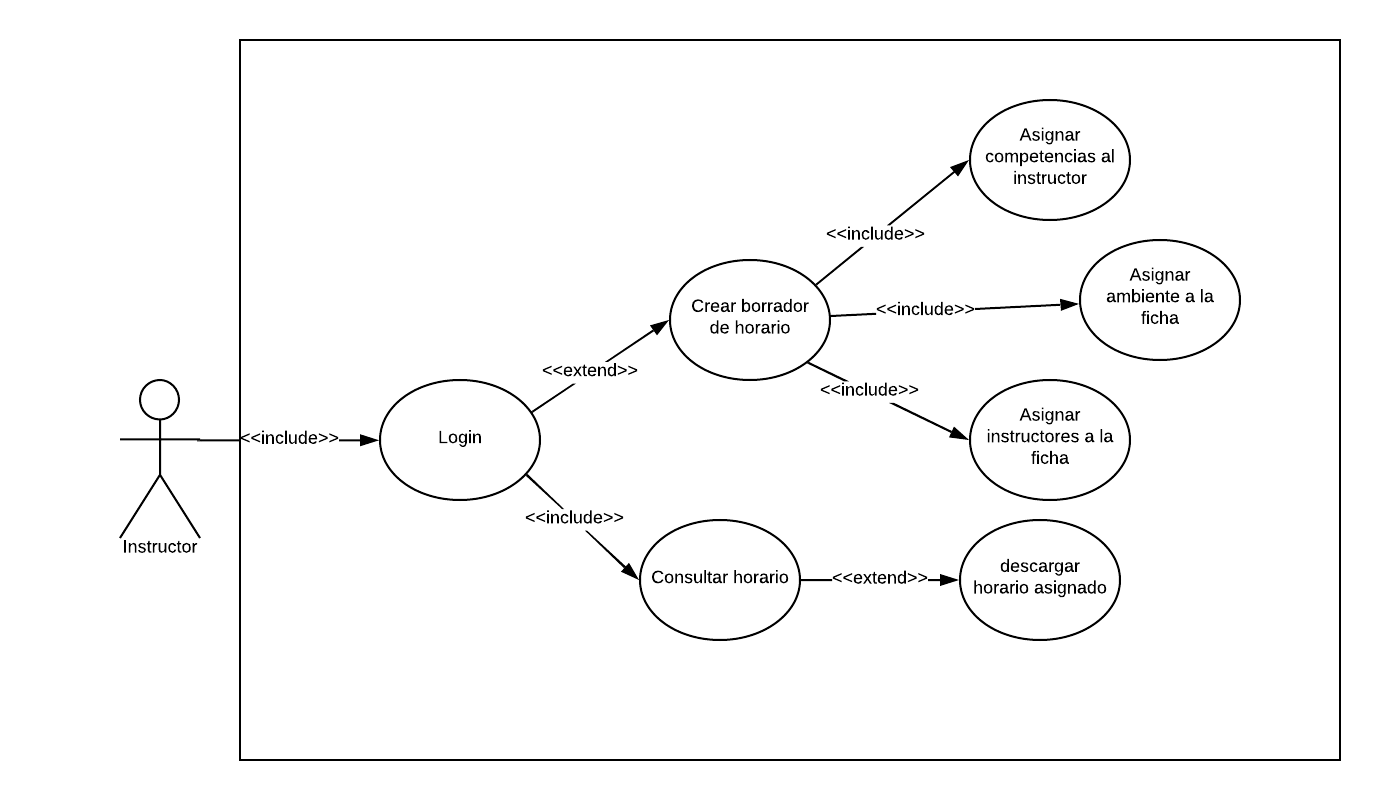 Asignar
competencias al
instructor
<<include>>
Asignar
ambiente a la
ficha
Crear borrador
de horario
<<include>>
<<extend>>
<<include>>
Asignar
instructores a la
ficha
Instructor
<<include>>
Login
<<include>>
Consultar horario
<<extend>>
descargar
horario asignado